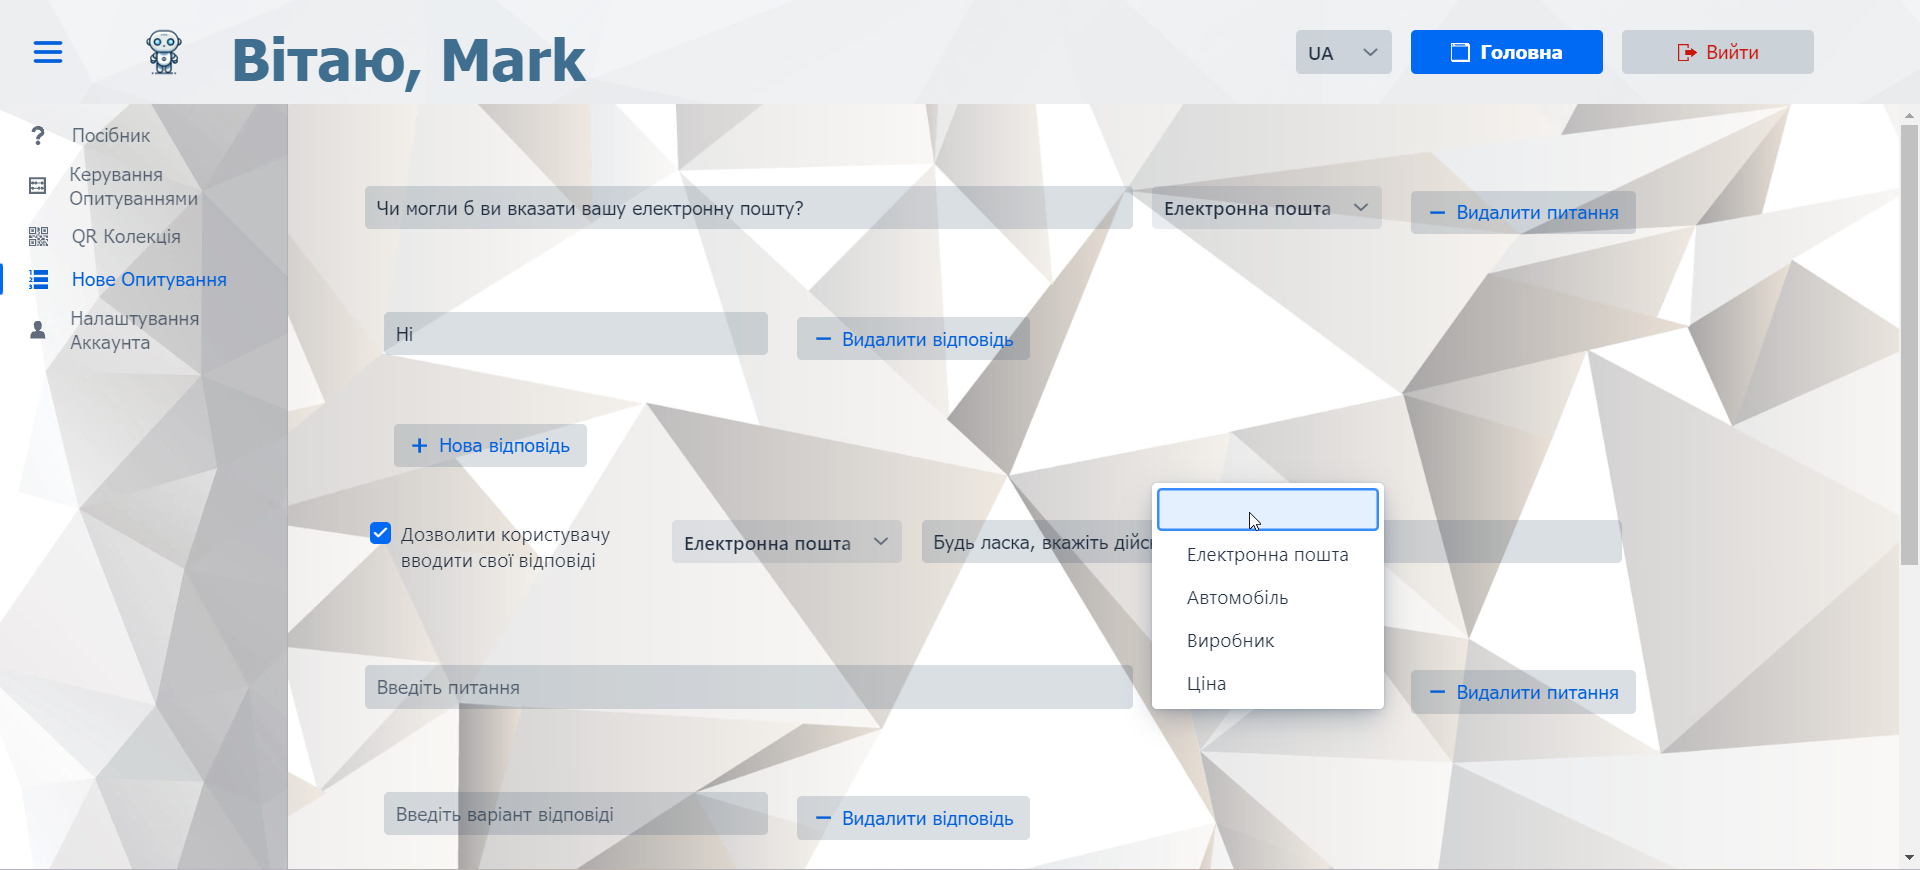 Вітаю, Mark
UA
Головна
Вийти
Посібник
Керування
Опитуваннями
QR Колекція
Нове Опитування
Налаштування
Аккаунта
Чи могли б ви вказати вашу електронну пошту?
Електронна пошта
Видалити питання
Ні
Видалити відповідь
Нова відповідь
Дозволити користувачу
вводити свої відповіді
Електронна пошта
Будь ласка, вкажіть
Електронна пошта
Автомобіль
Виробник
Ціна
Введіть питання
Видалити питання
Введіть варіант відповіді
Видалити відповідь